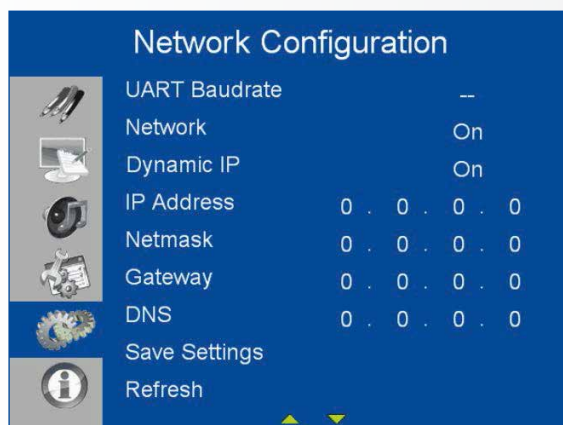 Network Configuration
UART Baudrate --
Network On
Dynamic IP On
IP Address 0 . 0 . 0 . 0
Netmask 0 . 0 . 0 . 0
Gateway 0 . 0 . 0 . 0
DNS 0 . 0 . 0 . 0
Save Settings
Refresh